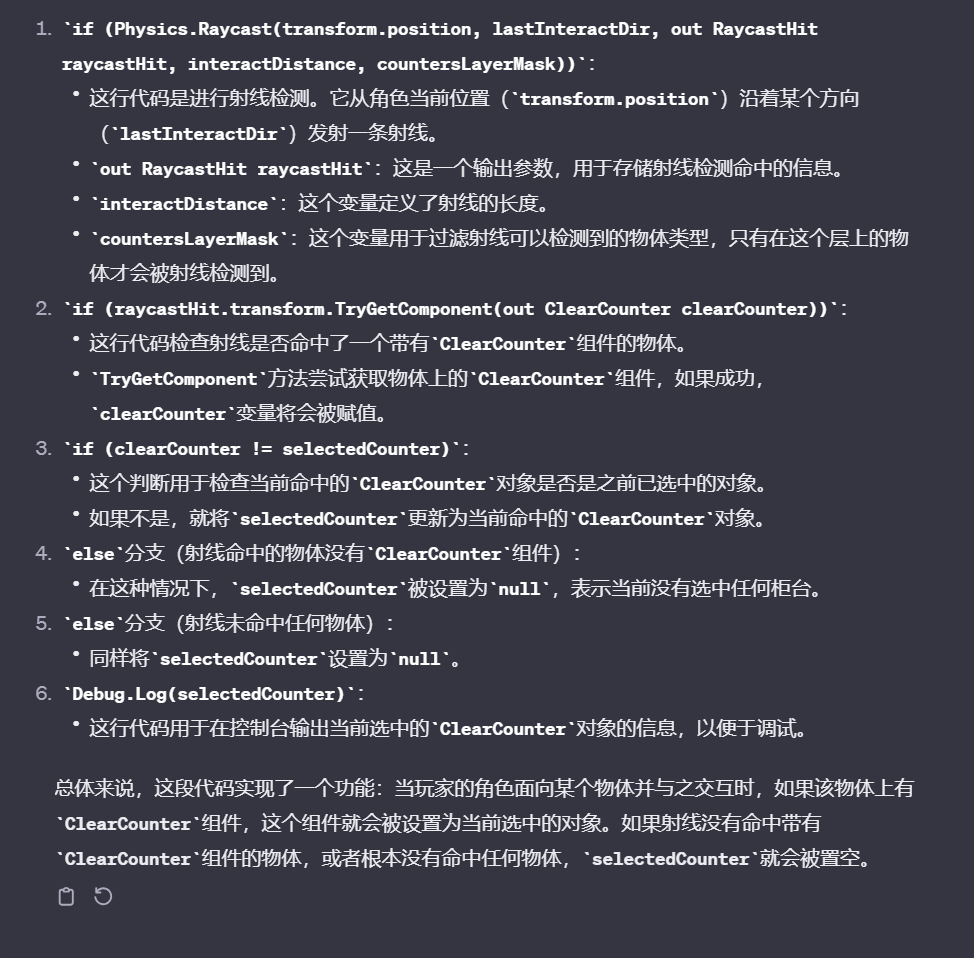 1. `if (Physics.Raycast(transform.position, lastInteractDir, out RaycastHit
raycastHit, interactDistance, countersLayerMask))`:
• 这行代码是进行射线检测。它从角色当前位置（`transform.position`）沿着某个方向
（`lastInteractDir`）发射一条射线。
• `out RaycastHit raycastHit`：这是一个输出参数，用于存储射线检测命中的信息。
• `interactDistance`：这个变量定义了射线的长度。
• `countersLayerMask`：这个变量用于过滤射线可以检测到的物体类型，只有在这个层上的物
体才会被射线检测到。
2. `if (raycastHit.transform.TryGetComponent(out ClearCounter clearCounter))`:
• 这行代码检查射线是否命中了一个带有`ClearCounter`组件的物体。
• `TryGetComponent`方法尝试获取物体上的`ClearCounter`组件，如果成功，
`clearCounter`变量将会被赋值。
3. `if (clearCounter != selectedCounter)`:
• 这个判断用于检查当前命中的`ClearCounter`对象是否是之前已选中的对象。
• 如果不是，就将`selectedCounter`更新为当前命中的`ClearCounter`对象。
4. `else`分支（射线命中的物体没有`ClearCounter`组件）:
• 在这种情况下，`selectedCounter`被设置为`null`，表示当前没有选中任何柜台。
5. `else`分支（射线未命中任何物体）:
• 同样将`selectedCounter`设置为`null`。
6. `Debug.Log(selectedCounter)`:
• 这行代码用于在控制台输出当前选中的`ClearCounter`对象的信息，以便于调试。
总体来说，这段代码实现了一个功能：当玩家的角色面向某个物体并与之交互时，如果该物体上有
`ClearCounter`组件，这个组件就会被设置为当前选中的对象。如果射线没有命中带有
`ClearCounter`组件的物体，或者根本没有命中任何物体，`selectedCounter`就会被置空。